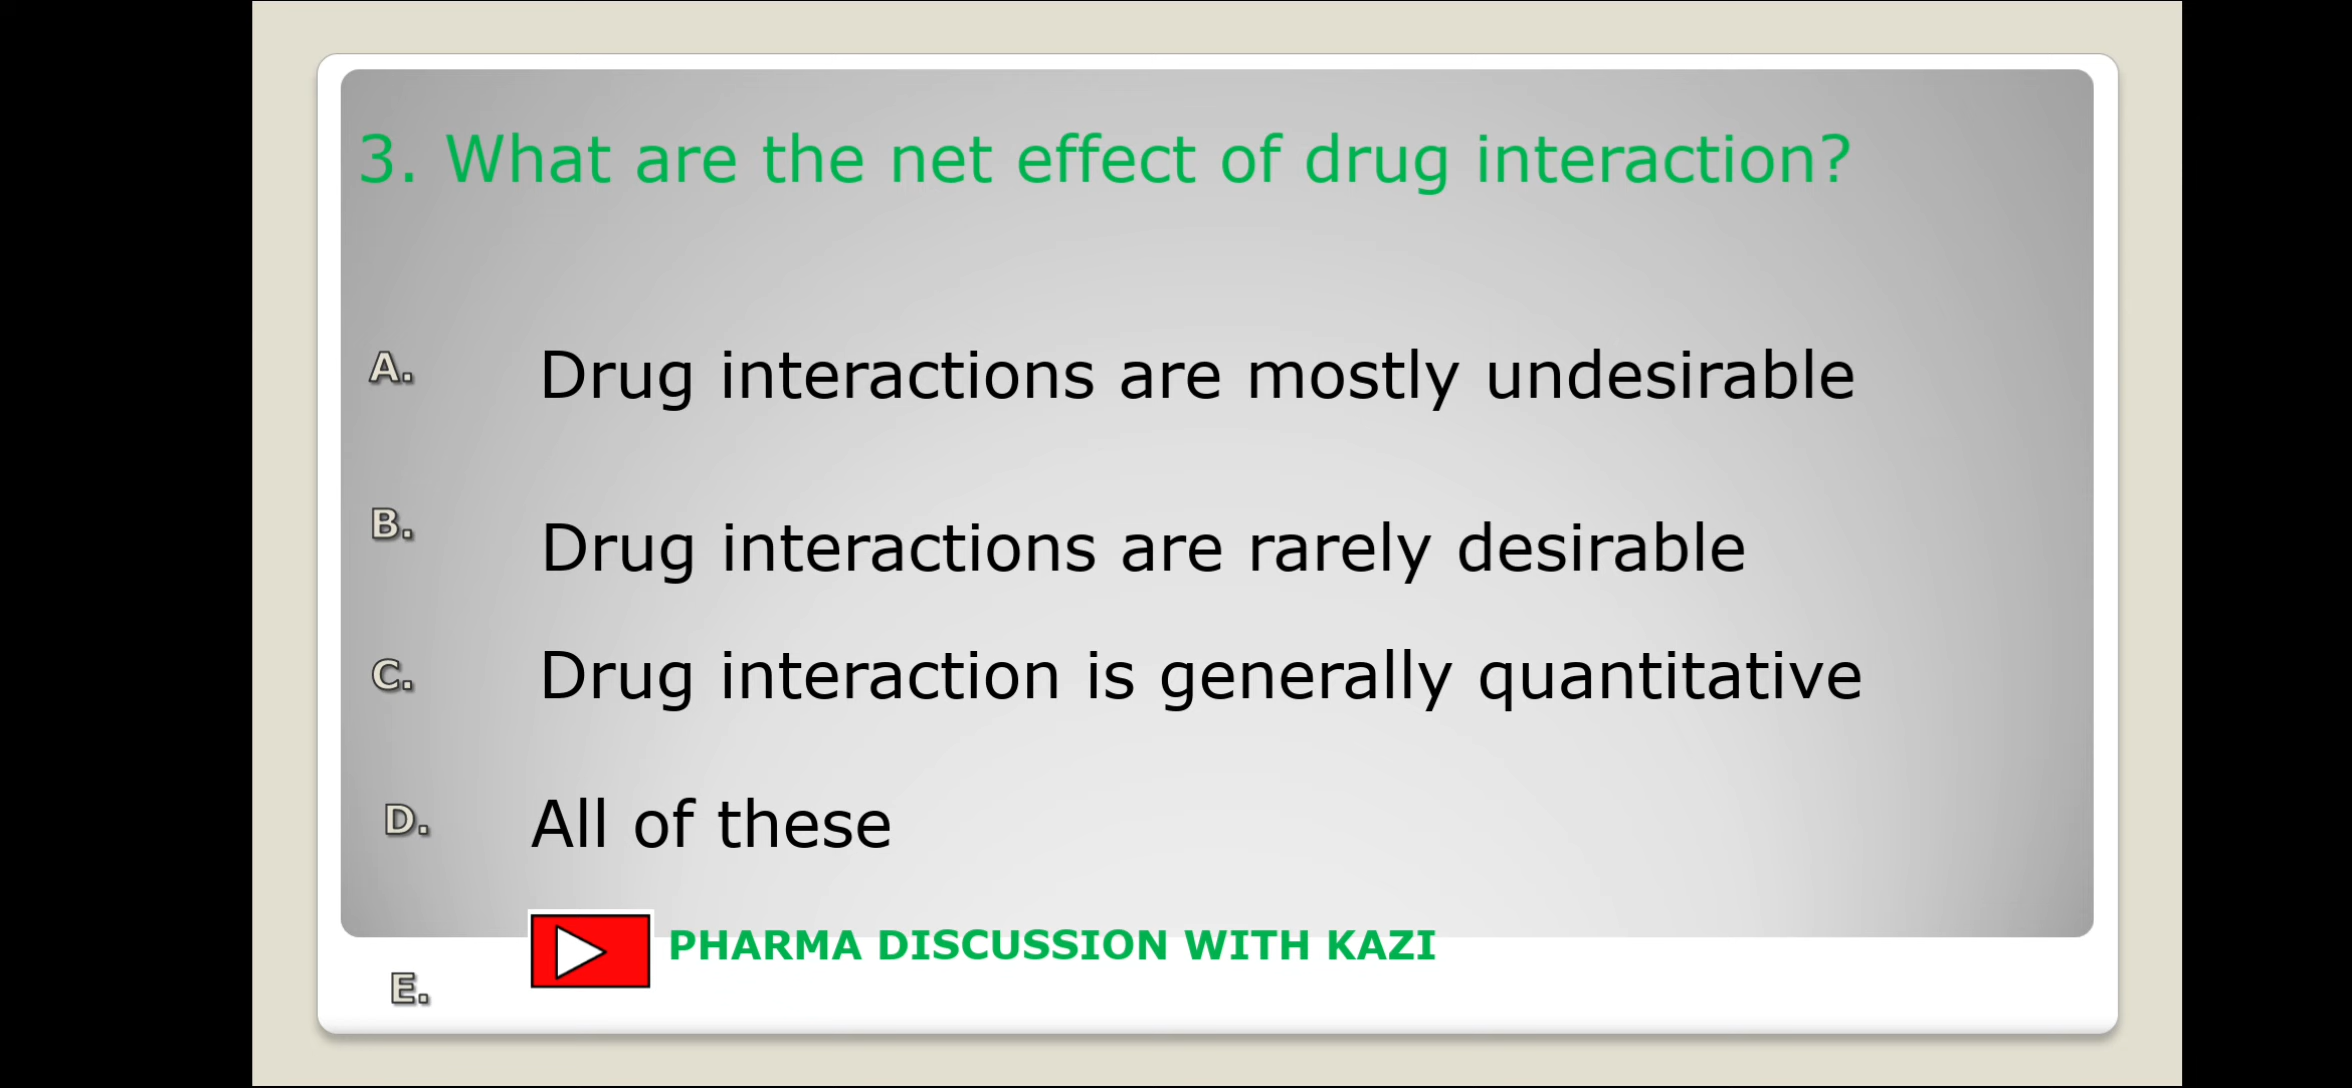 3. What are the net effect of drug interaction?
A. Drug interactions are mostly undesirable
B. Drug interactions are rarely desirable
C. Drug interaction is generally quantitative
D. All of these
PHARMA DISCUSSION WITH KAZI
E.